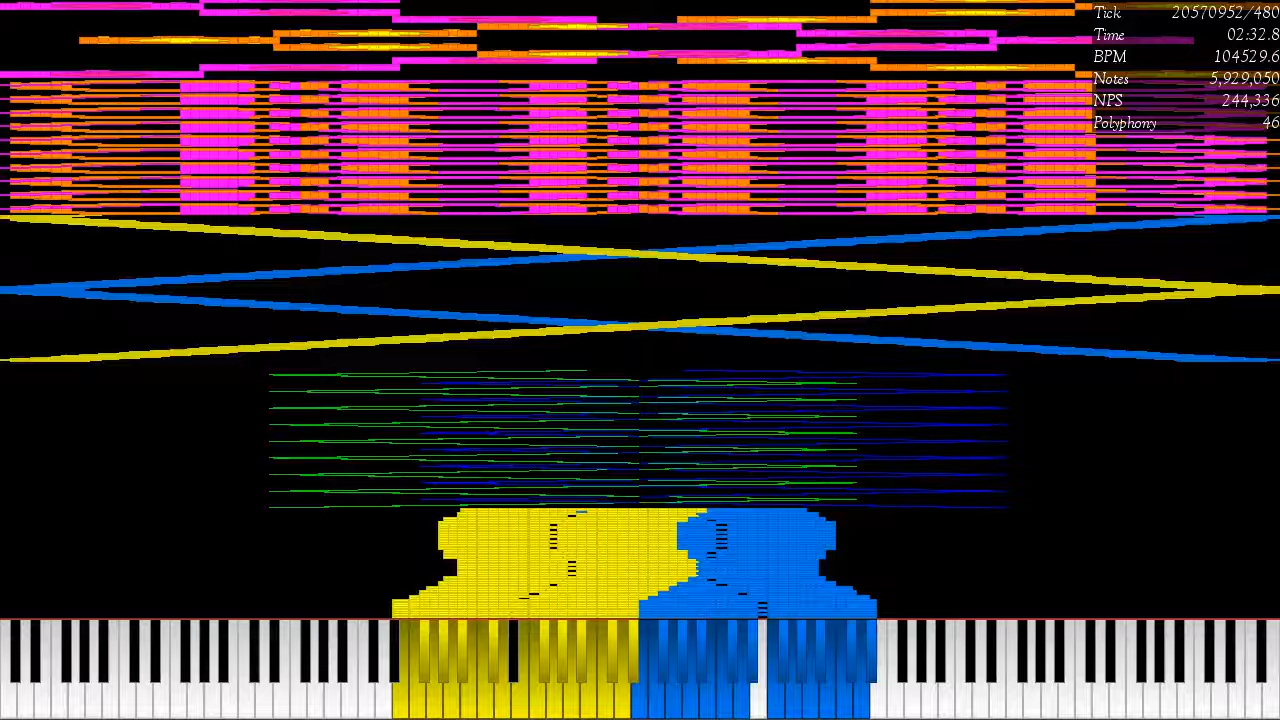 Tick 20570952/480
Time 02:32.8
BPM 104529.6
Notes 5,929,050
NPS 244,336
Polyphony 46